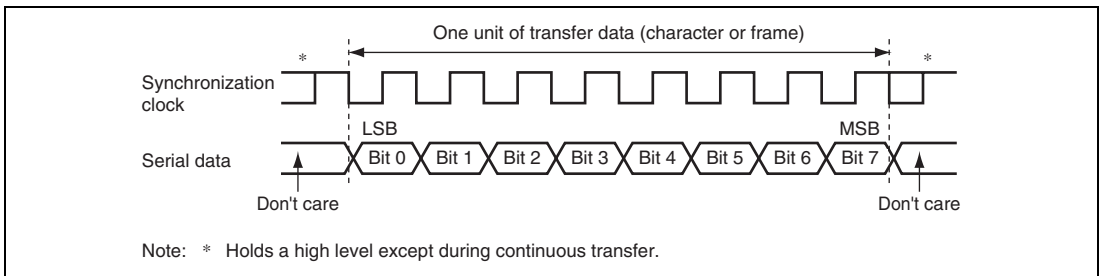 One unit of transfer data (character or frame)
* *
Synchronization
clock
LSB MSB
Serial data Bit 0 Bit 1 Bit 2 Bit 3 Bit 4 Bit 5 Bit 6 Bit 7
Don't care Don't care
Note: * Holds a high level except during continuous transfer.